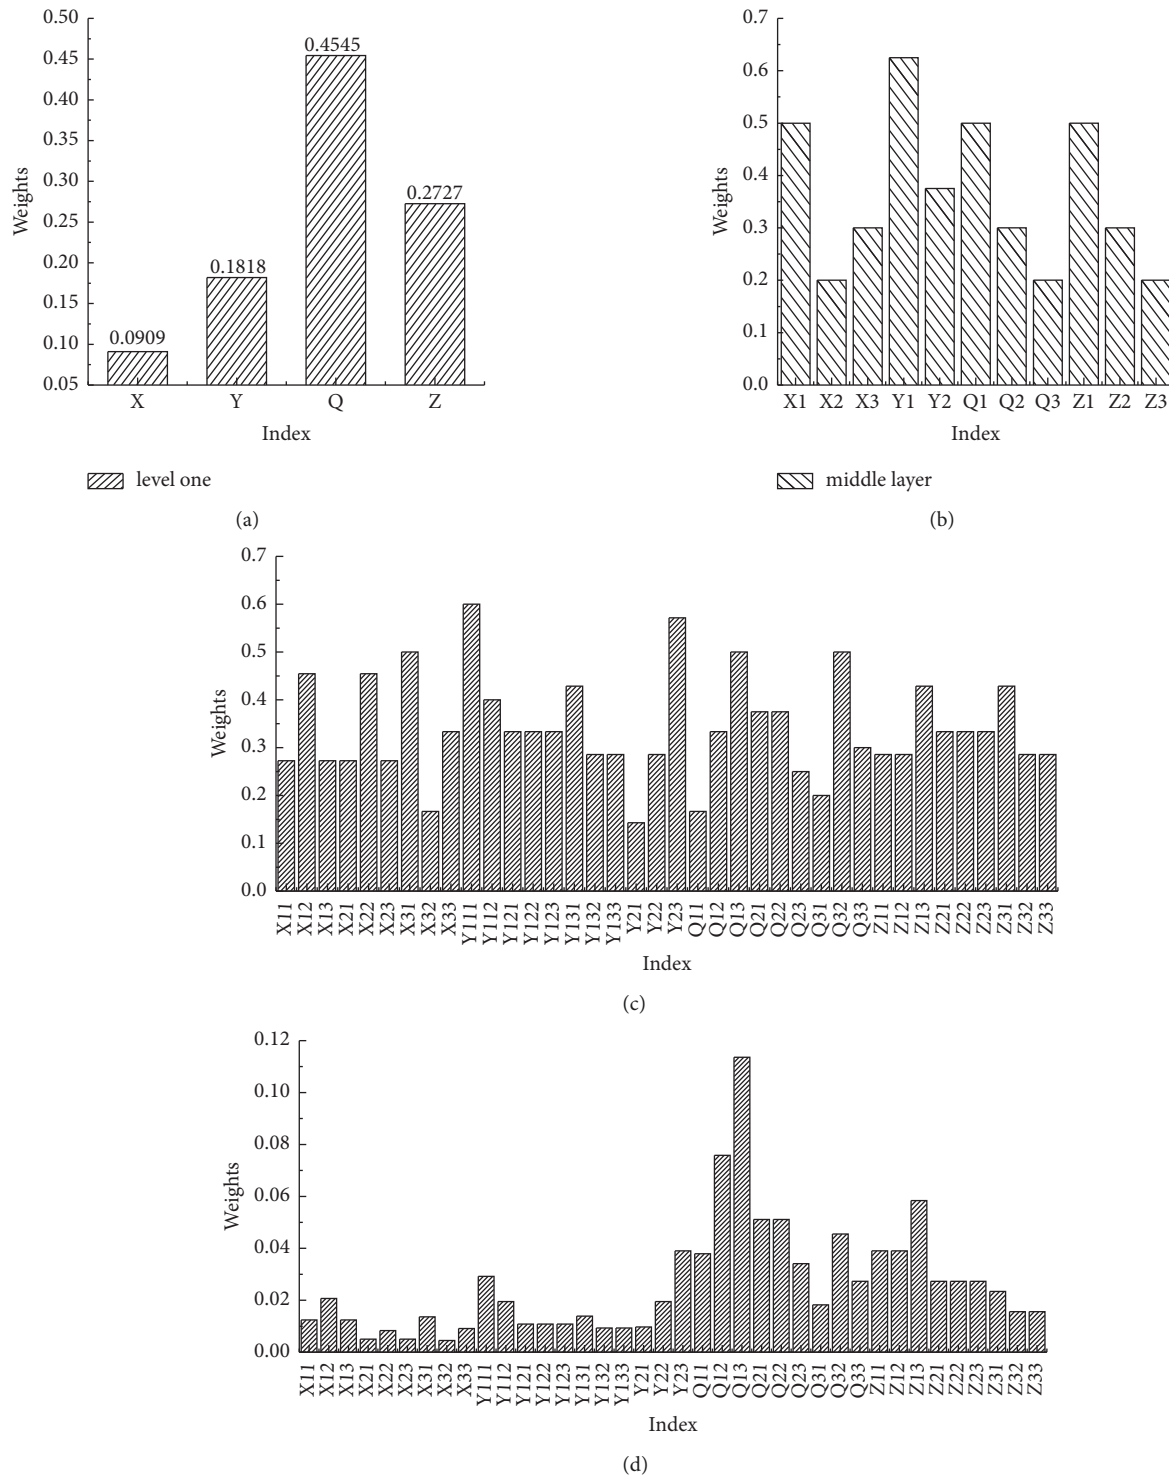 0.50
0.45
0.40
0.35
0.30
0.25
0.20
0.15
0.10
0.05
Weights
0.0909
0.1818
0.4545
0.2727
X Y Q Z
Index
level one
(a)
0.7
0.6
0.5
0.4
0.3
0.2
0.1
0.0
Weights
X1 X2 X3 Y1 Y2 Q1 Q2 Q3 Z1 Z2 Z3
Index
middle layer
(b)
0.7
0.6
0.5
0.4
0.3
0.2
0.1
0.0
Weights
X11 X12 X13 X21 X22 X23 X31 X32 X33 Y111 Y112 Y121 Y122 Y123 Y131 Y132 Y133 Y21 Y22 Y23 Q11 Q12 Q13 Q21 Q22 Q23 Q31 Q32 Q33 Z11 Z12 Z13 Z21 Z22 Z23 Z31 Z32 Z33
Index
(c)
0.12
0.10
0.08
0.06
0.04
0.02
0.00
Weights
X11 X12 X13 X21 X22 X23 X31 X32 X33 Y111 Y112 Y121 Y122 Y123 Y131 Y132 Y133 Y21 Y22 Y23 Q11 Q12 Q13 Q21 Q22 Q23 Q31 Q32 Q33 Z11 Z12 Z13 Z21 Z22 Z23 Z31 Z32 Z33
Index
(d)